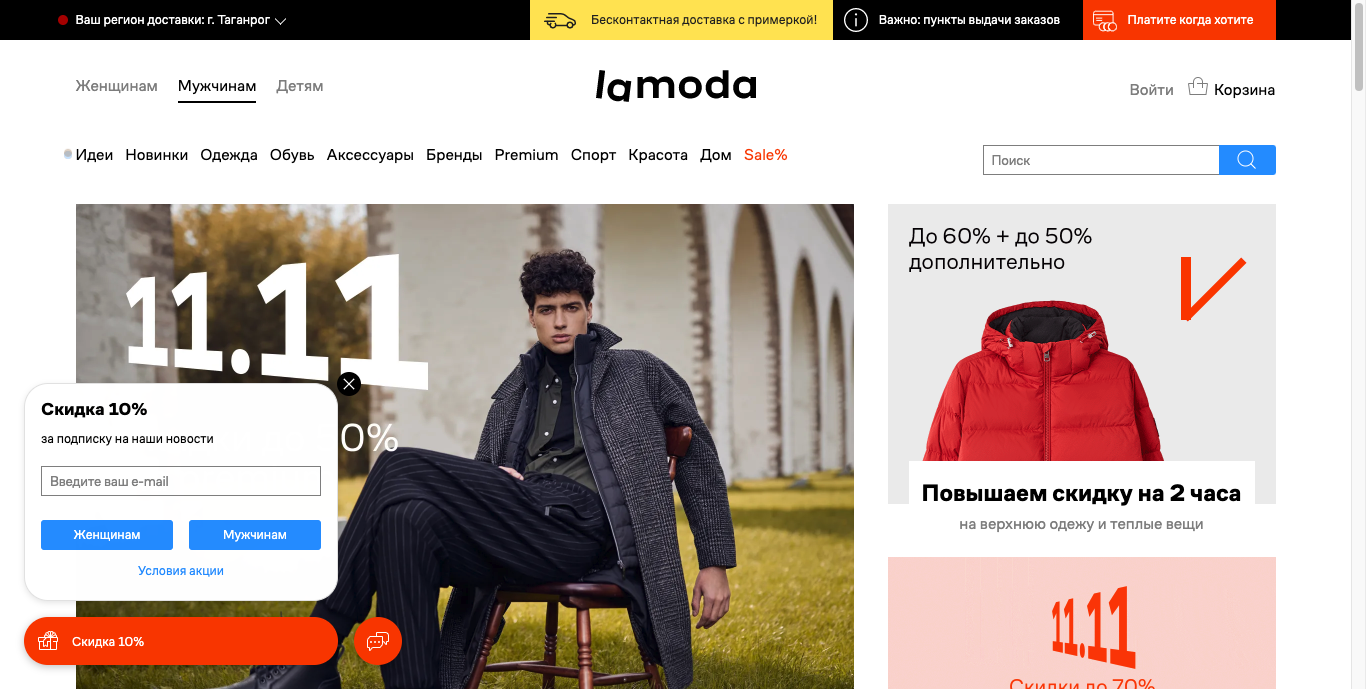 Ваш регион доставки: г. Таганрог
Бесконтактная доставка с примеркой!
Важно: пункты выдачи заказов
Платите когда хотите
Женщинам Мужчинам Детям
lamoda
Войти
Корзина
Идеи Новинки Одежда Обувь Аксессуары Бренды Premium Спорт Красота Дом Sale%
Поиск
11.11
0%
До 60% + до 50%
дополнительно
Повышаем скидку на 2 часа
на верхнюю одежу и теплые вещи
11.11
Скидки до 70%
Скидка 10%
за подписку на наши новости
Введите ваш e-mail
Женщинам
Мужчинам
Условия акции
Скидка 10%